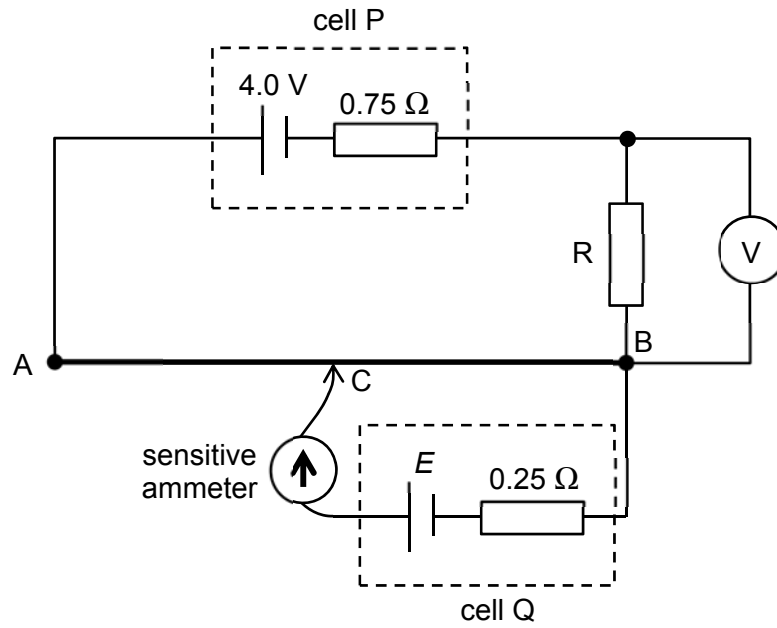 cell P
4.0 V
0.75 Ω
R
V
B
A
C
sensitive
ammeter
E
0.25 Ω
cell Q